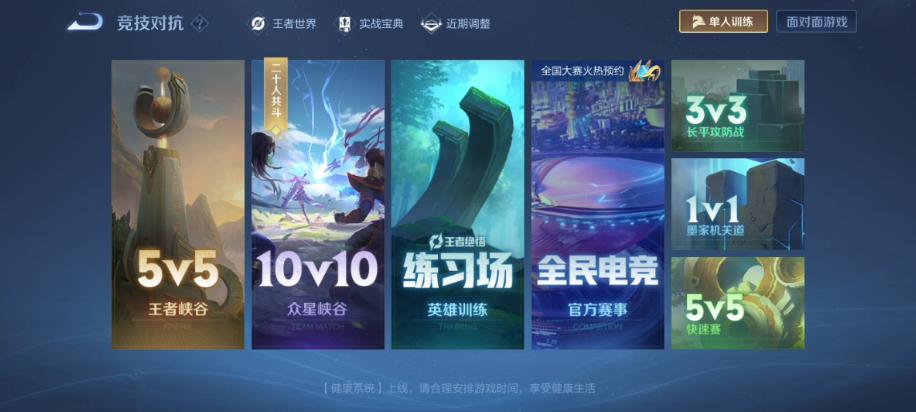 竞技对抗
?
王者世界
实战宝典
近期调整
单人训练
面对面游戏
5v5
王者峡谷
ARENA
二十人共斗
10v10
众星峡谷
TEAM MATCH
王者绝悟
练习场
英雄训练
TRAINING
全国大赛火热预约
全民电竞
官方赛事
COMPETION
3v3
长平攻防战
1v1
墨家机关道
5v5
快速赛
【健康系统】上线，请合理安排游戏时间，享受健康生活